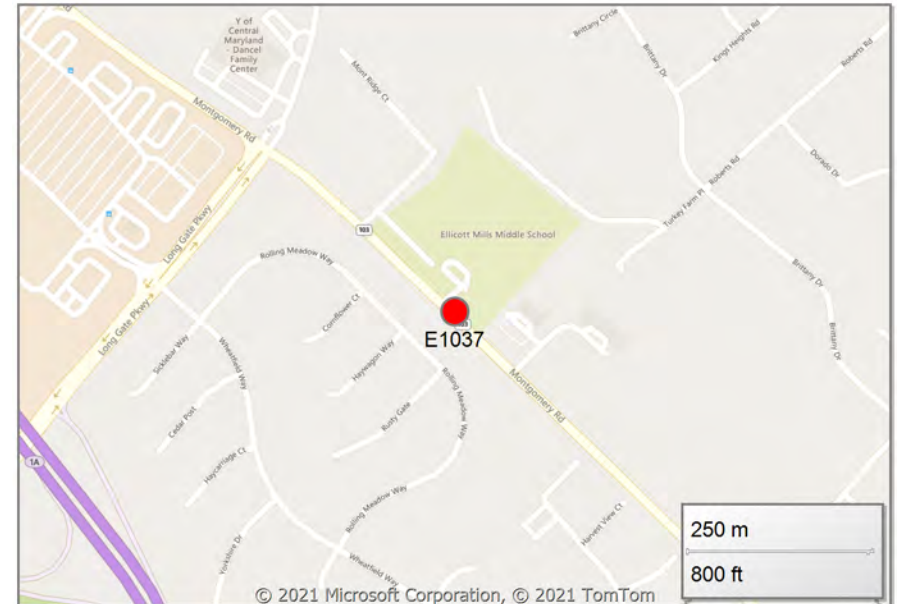 Rd
Y of
Central
Maryland
- Dancel
Family
Center
Brittany Circle
Kings Heights Rd
Brittany Dr
Roberts Rd
Mont Ridge Ct
Montgomery Rd
Dorado Dr
Roberts Rd
Turkey Farm Pl
Long Gate Pkwy
103
Ellicott Mills Middle School
Rolling Meadow Way
Brittany Dr
Cornflower Ct
E1037
Long Gate Pkwy
Sicklebar Way
Wheatfield Way
Haywagon Way
Brittany Dr
Montgomery Rd
Rolling Meadow Way
Rusty Gate
Cedar Post
Haycarriage Ct
1A
Rolling Meadow Way
Harvest View Ct
Yorkshire Dr
Wheatfield Way
250 m
800 ft
© 2021 Microsoft Corporation, © 2021 TomTom